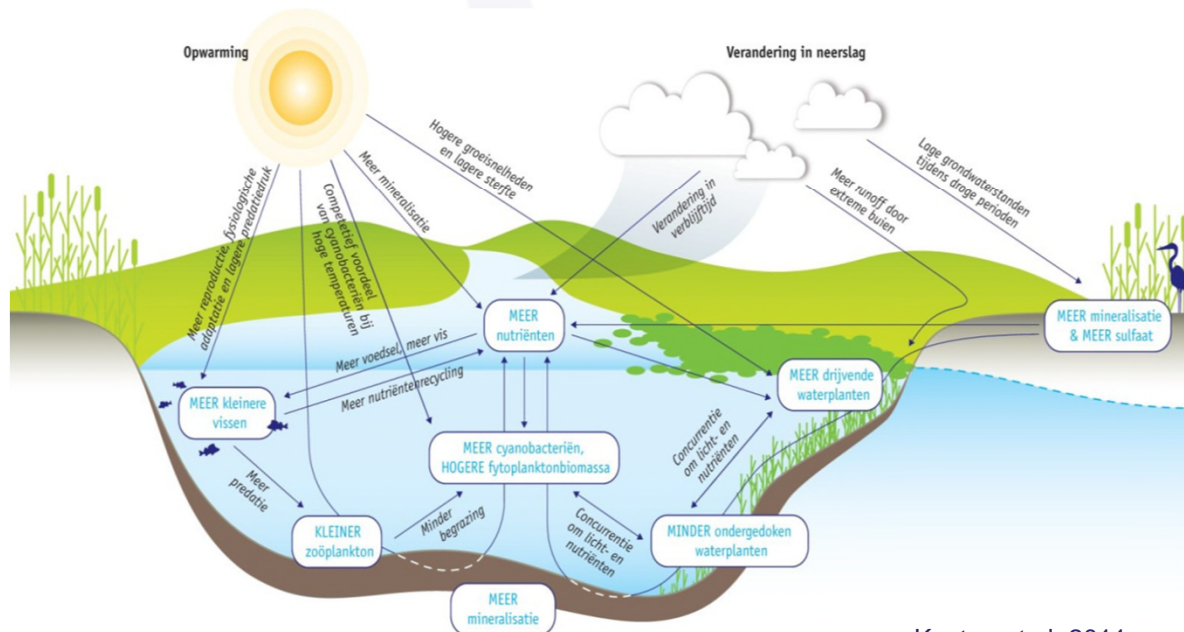 Opwarming
Verandering in neerslag
Meer reproductie, fysiologische
adaptatie en lagere predatiedruk
Competetief voordeel
van cyanobacteriën bij
hoge temperaturen
Meer mineralisatie
Hogere groeisnelheden
en lagere sterfte
Verandering in
verblijftijd
Meer runoff door
extreme buien
Lage grondwaterstanden
tijdens droge perioden
MEER
nutriënten
MEER mineralisatie
& MEER sulfaat
Meer voedsel, meer vis
Meer nutriëntenrecycling
MEER kleinere
vissen
MEER drijvende
waterplanten
MEER cyanobacteriën,
HOGERE fytoplanktonbiomassa
Concurrentie
om licht- en
nutriënten
Meer
predatie
KLEINER
zoöplankton
Minder
begrazing
Concurrentie
om licht- en
nutriënten
MINDER ondergedoken
waterplanten
MEER
mineralisatie